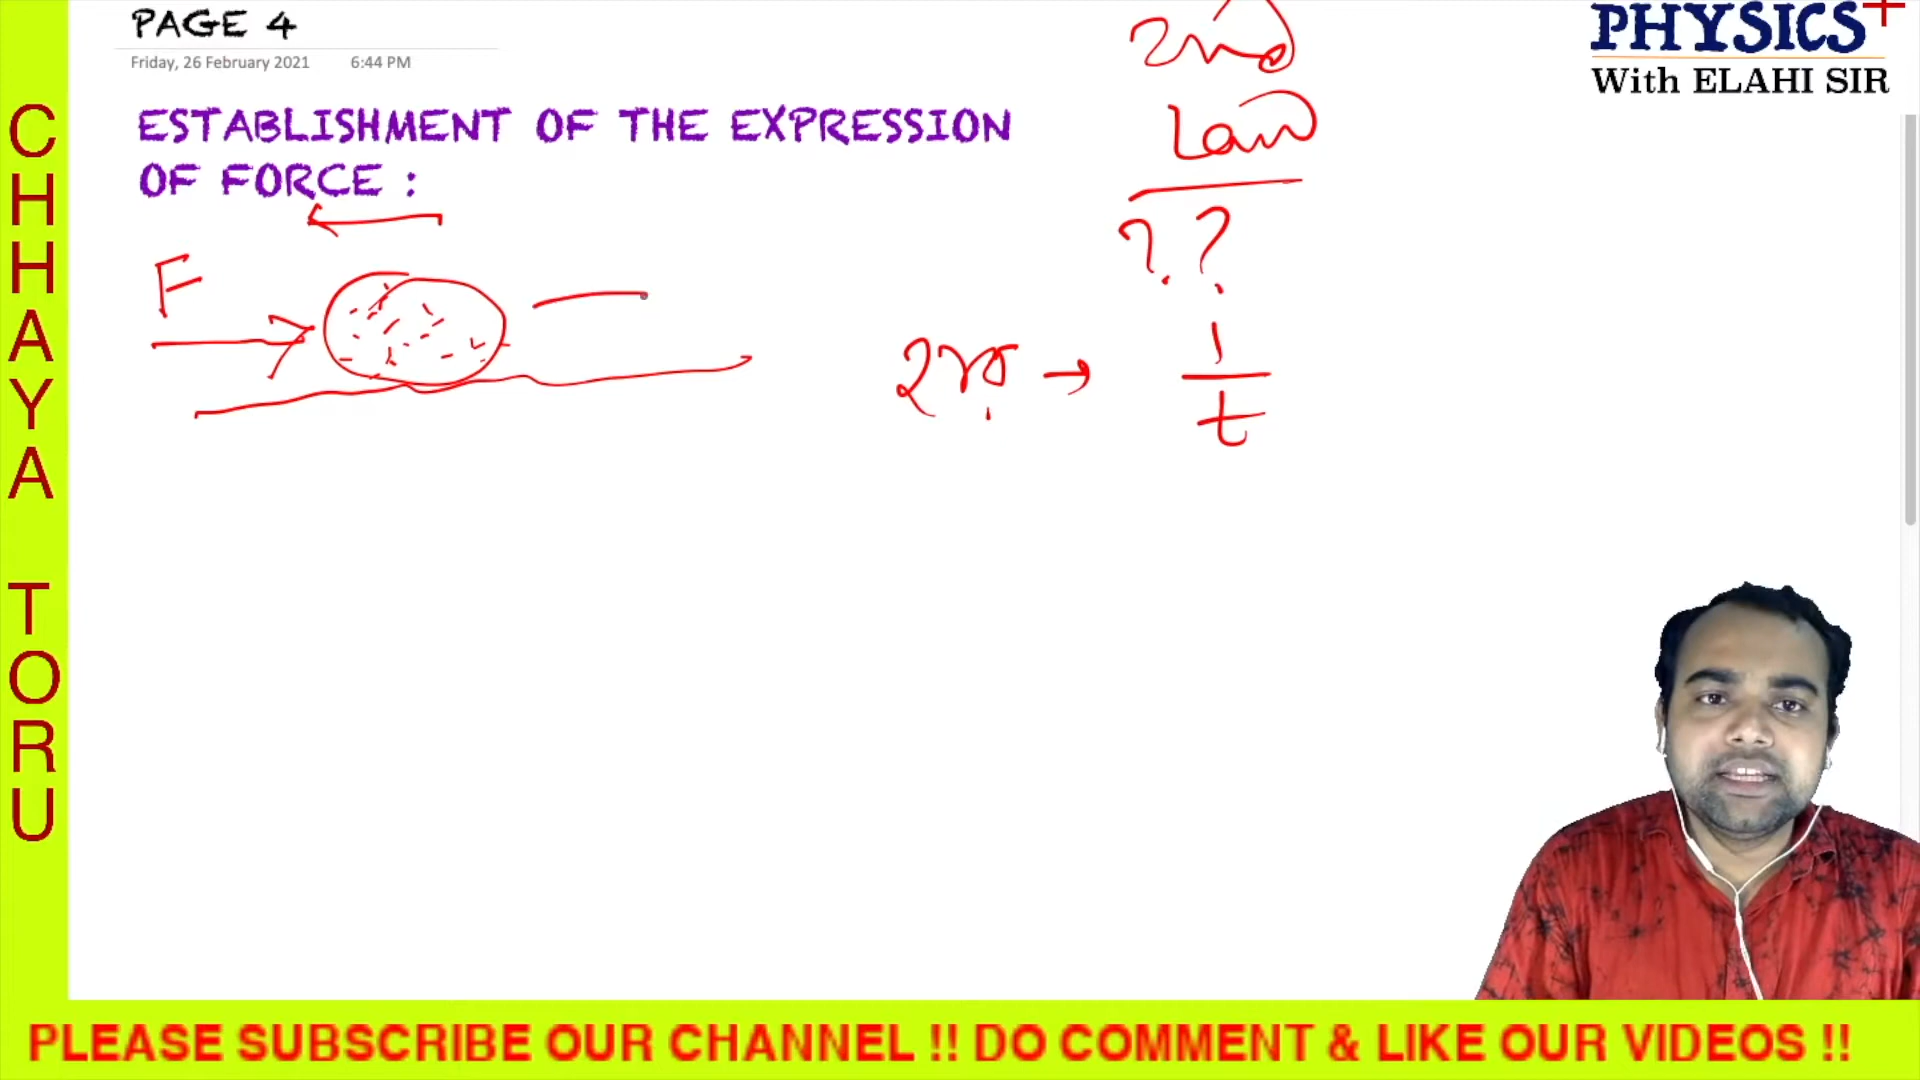 PAGE 4
Friday, 26 February 2021 6:44 PM
ESTABLISHMENT OF THE EXPRESSION
OF FORCE :
F
2nd
Law
??
1
t
PHYSICS+
With ELAHI SIR
CHHAYA TORU
PLEASE SUBSCRIBE OUR CHANNEL !! DO COMMENT & LIKE OUR VIDEOS !!